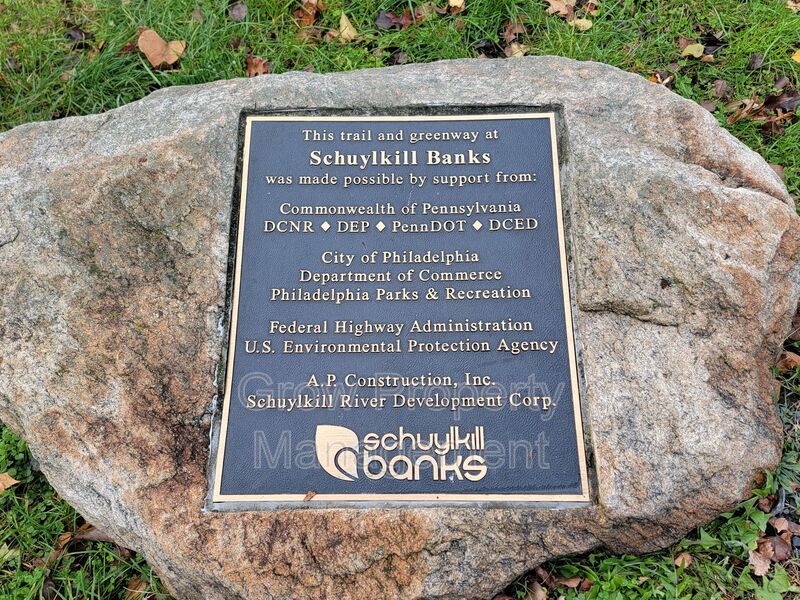 This trail and greenway at
Schuylkill Banks
was made possible by support from:
Commonwealth of Pennsylvania
DCNR ◆ DEP ◆ PennDOT ◆ DCED
City of Philadelphia
Department of Commerce
Philadelphia Parks & Recreation
Federal Highway Administration
U.S. Environmental Protection Agency
A.P. Construction, Inc.
Schuylkill River Development Corp.
Grow Property
Management
schuylkill
banks